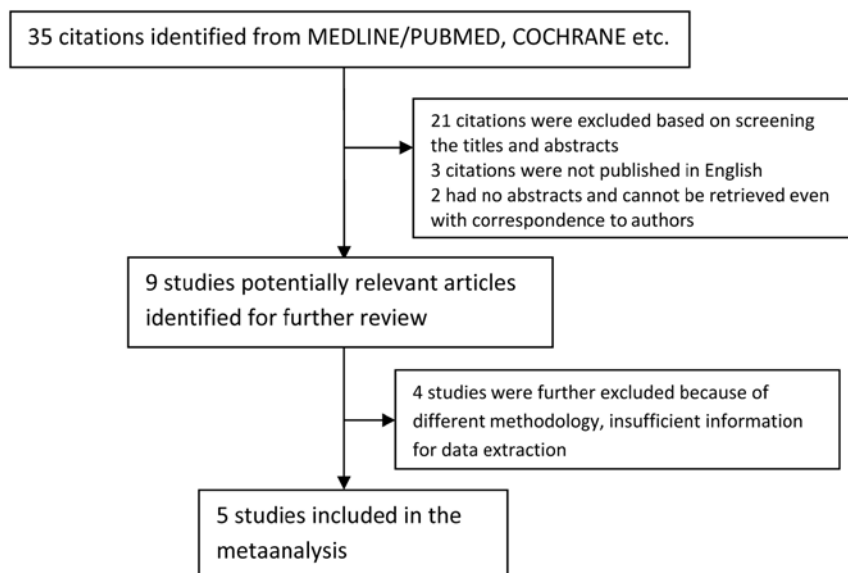 35 citations identified from MEDLINE/PUBMED, COCHRANE etc.
21 citations were excluded based on screening
the titles and abstracts
3 citations were not published in English
2 had no abstracts and cannot be retrieved even
with correspondence to authors
9 studies potentially relevant articles
identified for further review
4 studies were further excluded because of
different methodology, insufficient information
for data extraction
5 studies included in the
metaanalysis